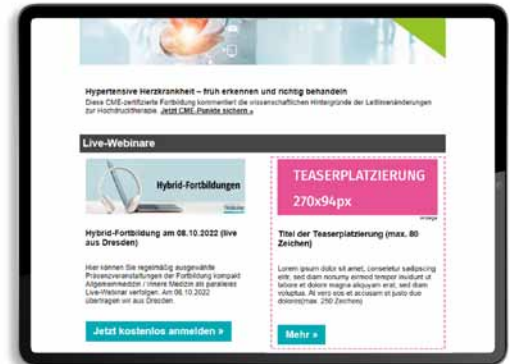 Hypertensive Herzkrankheit – früh erkennen und richtig behandeln
Diese CME-zertifizierte Fortbildung kommentiert die wissenschaftlichen Hintergründe der Leitlinienänderungen
zur Hochdrucktherapie. Jetzt CME-Punkte sichern »
Live-Webinare
Hybrid-Fortbildungen
Hybrid-Fortbildung am 08.10.2022 (live
aus Dresden)
Hier können Sie regelmäßig ausgewählte
Präsenzveranstaltungen der Fortbildung kompakt
Allgemeinmedizin / Innere Medizin als paralleles
Live-Webinar verfolgen. Am 08.10.2022
übertragen wir aus Dresden.
Jetzt kostenlos anmelden »
TEASERPLATZIERUNG
270x94px
Anzeige
Titel der Teaserplatzierung (max. 80
Zeichen)
Lorem ipsum dolor sit amet, consetetur sadipscing
elitr, sed diam nonumy eirmod tempor invidunt ut
labore et dolore magna aliquyam erat, sed diam
voluptua. At vero eos et accusam et justo duo
dolores(max. 250 Zeichen)
Mehr »